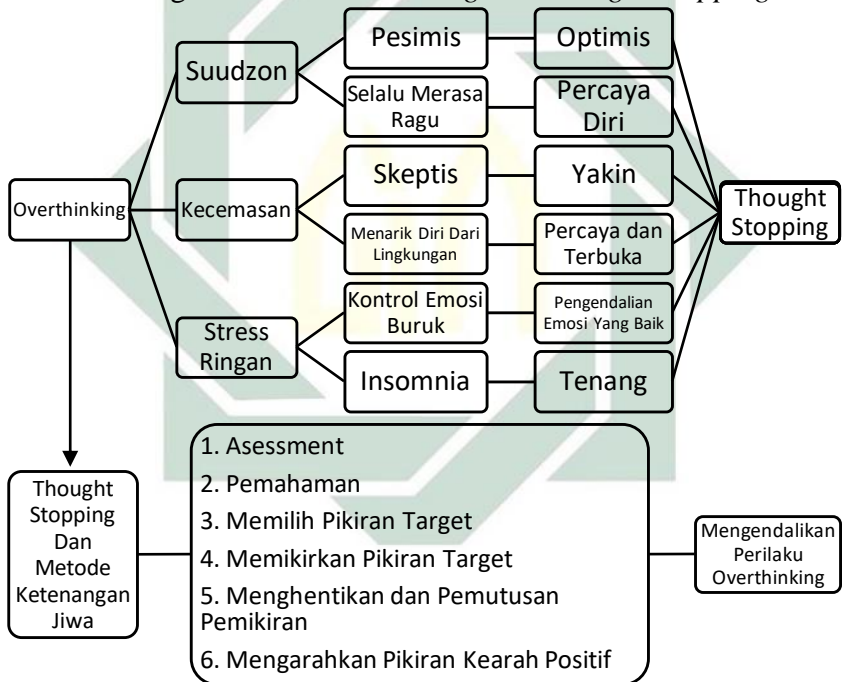 Suudzon
Pesimis
Optimis
Selalu Merasa
Ragu
Percaya
Diri
Overthinking
Kecemasan
Skeptis
Yakin
Menarik Diri Dari
Lingkungan
Percaya dan
Terbuka
Thought
Stopping
Stress
Ringan
Kontrol Emosi
Buruk
Pengendalian
Emosi Yang Baik
Insomnia
Tenang
Thought
Stopping
Dan
Metode
Ketenangan
Jiwa
1. Asessment
2. Pemahaman
3. Memilih Pikiran Target
4. Memikirkan Pikiran Target
5. Menghentikan dan Pemutusan
Pemikiran
6. Mengarahkan Pikiran Kearah Positif
Mengendalikan
Perilaku
Overthinking